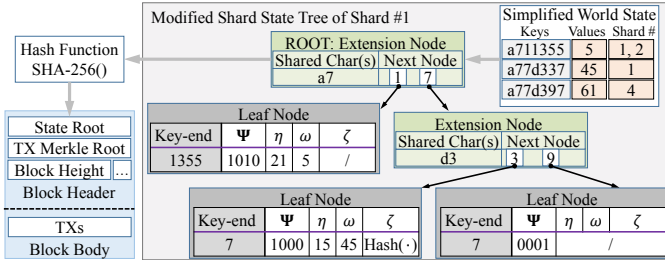 Modified Shard State Tree of Shard #1
Simplified World State
Keys Values Shard #
a711355 5 1, 2
a77d337 45 1
a77d397 61 4
Hash Function
SHA-256()
ROOT: Extension Node
Shared Char(s) Next Node
a7 1 7
State Root
TX Merkle Root
Block Height ...
Block Header
TXs
Block Body
Leaf Node
Key-end Ψ η ω ζ
1355 1010 21 5 /
Extension Node
Shared Char(s) Next Node
d3 3 9
Leaf Node
Key-end Ψ η ω ζ
7 1000 15 45 Hash(·)
Leaf Node
Key-end Ψ η ω ζ
7 0001 /